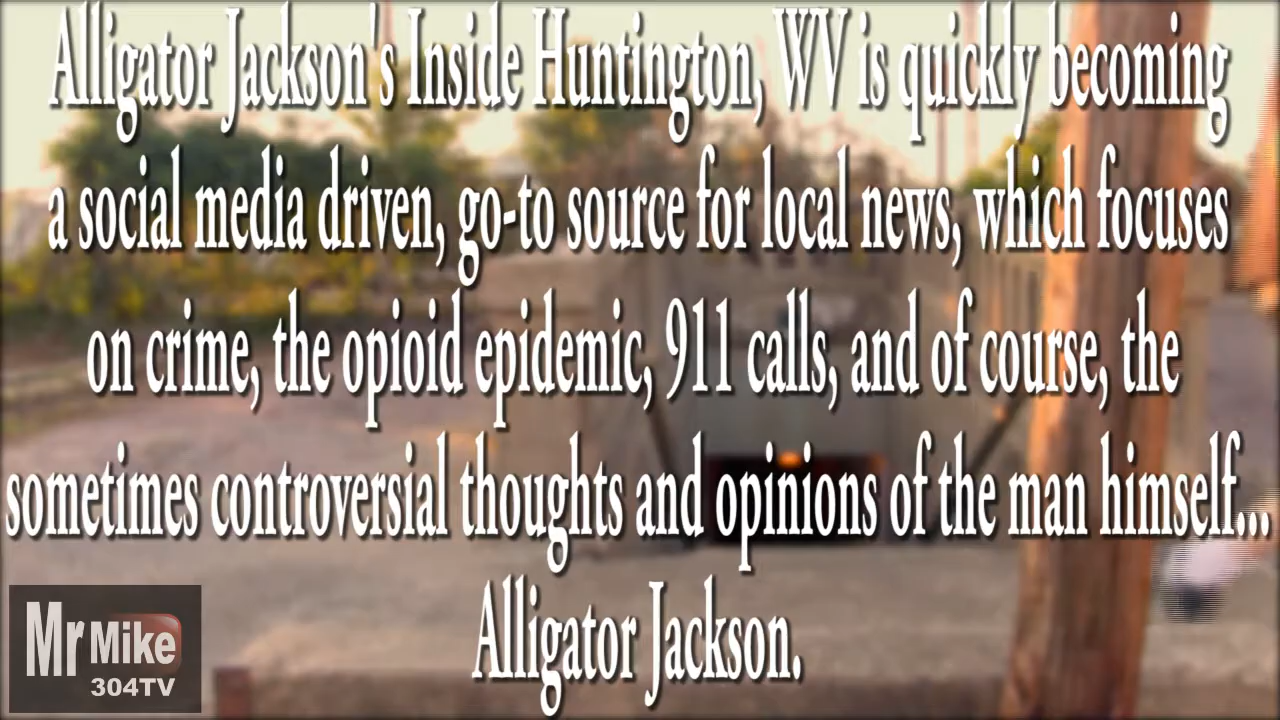 Alligator Jackson's Inside Huntington, WV is quickly becoming
a social media driven, go-to source for local news, which focuses
on crime, the opioid epidemic, 911 calls, and of course, the
sometimes controversial thoughts and opinions of the man himself...
Alligator Jackson.
Mr Mike
304TV